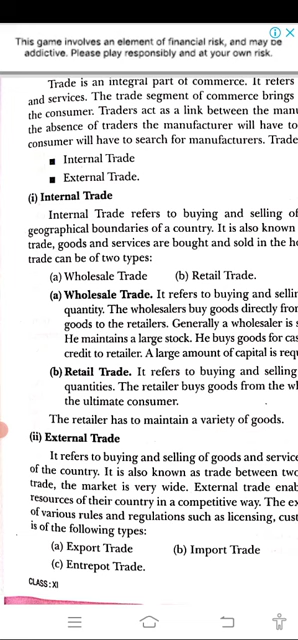 This game involves an element of financial risk, and may be
addictive. Please play responsibly and at your own risk.
Trade is an integral part of commerce. It refers
and services. The trade segment of commerce brings
the consumer. Traders act as a link between the
the absence of traders the manufacturer will have to
consumer will have to search for manufacturers. Trade
■ Internal Trade
■ External Trade.
(i) Internal Trade
Internal Trade refers to buying and selling of
geographical boundaries of a country. It is also known
trade, goods and services are bought and sold in the
trade can be of two types:
(a) Wholesale Trade (b) Retail Trade.
(a) Wholesale Trade. It refers to buying and
quantity. The wholesalers buy goods directly
goods to the retailers. Generally a wholesaler is
He maintains a large stock. He buys goods for
credit to retailer. A large amount of capital is
(b) Retail Trade. It refers to buying and selling
quantities. The retailer buys from the
the ultimate consumer.
The retailer has to maintain a variety of goods.
(ii) External Trade
It refers to buying and selling of goods and
of the country. It is also known as trade between
trade, the market is very wide. External trade
resources of their country in a competitive way. The
of various rules and regulations such as licensing,
is of the following types:
(a) Export Trade (b) Import Trade
(c) Entrepot Trade.
CLASS : XI